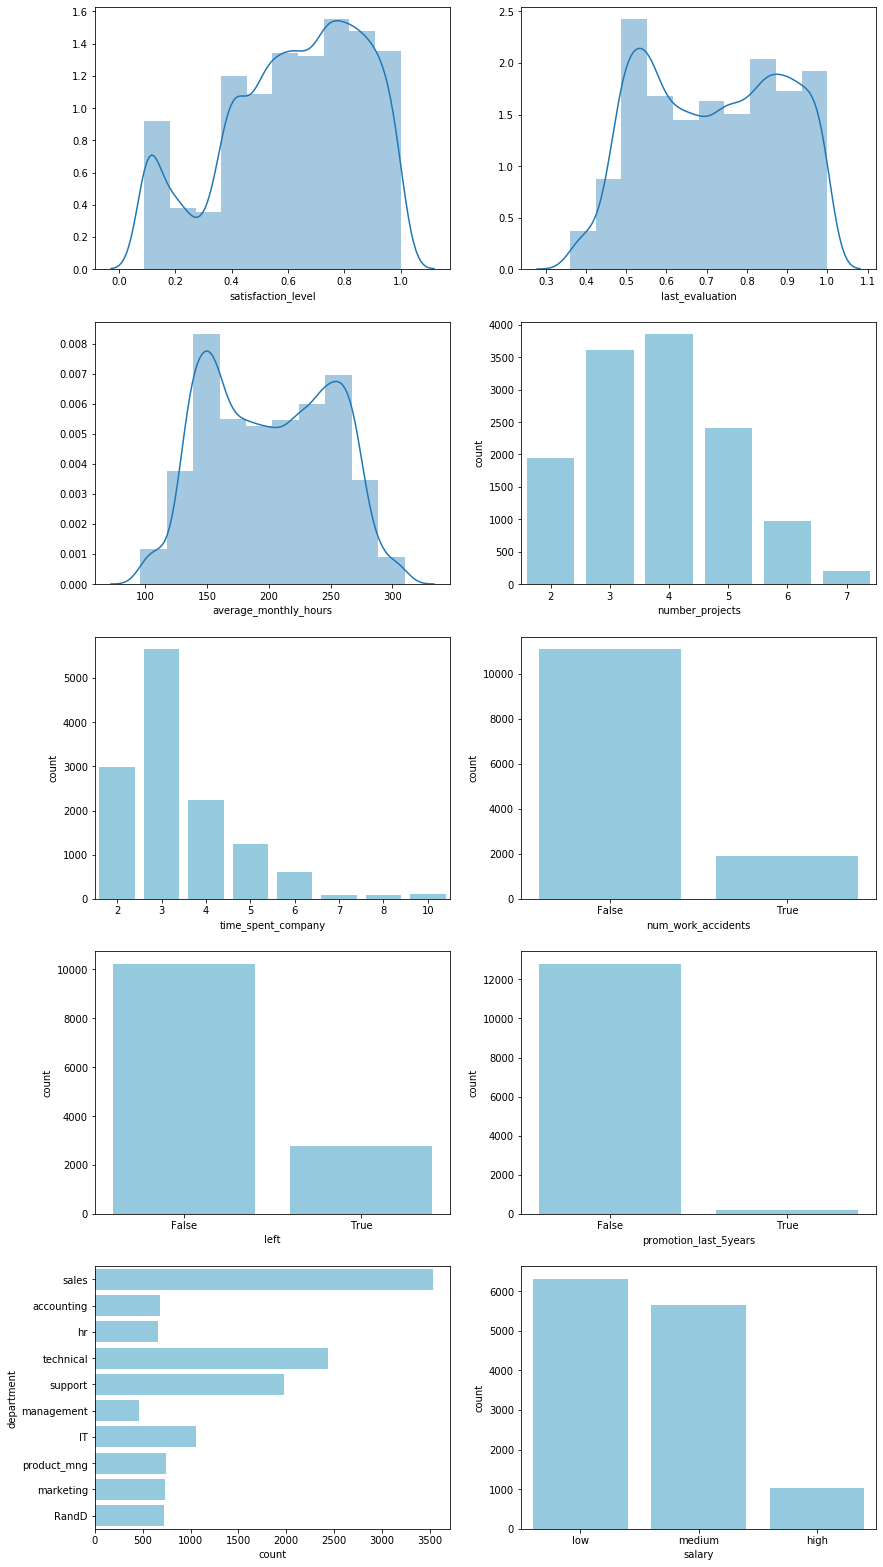 1.6
1.4
1.2
1.0
0.8
0.6
0.4
0.2
0.0
0.0 0.2 0.4 0.6 0.8 1.0
satisfaction_level
2.5
2.0
1.5
1.0
0.5
0.0
0.3 0.4 0.5 0.6 0.7 0.8 0.9 1.0 1.1
last_evaluation
0.008
0.007
0.006
0.005
0.004
0.003
0.002
0.001
0.000
100 150 200 250 300
average_monthly_hours
4000
3500
3000
2500
2000
1500
1000
500
0
count
2 3 4 5 6 7
number_projects
5000
4000
3000
2000
1000
0
count
2 3 4 5 6 7 8 10
time_spent_company
10000
8000
6000
4000
2000
0
count
False True
num_work_accidents
10000
8000
6000
4000
2000
0
count
False True
left
12000
10000
8000
6000
4000
2000
0
count
False True
promotion_last_5years
sales
accounting
hr
technical
support
management
IT
product_mng
marketing
RandD
department
0 500 1000 1500 2000 2500 3000 3500
count
6000
5000
4000
3000
2000
1000
0
count
low medium high
salary